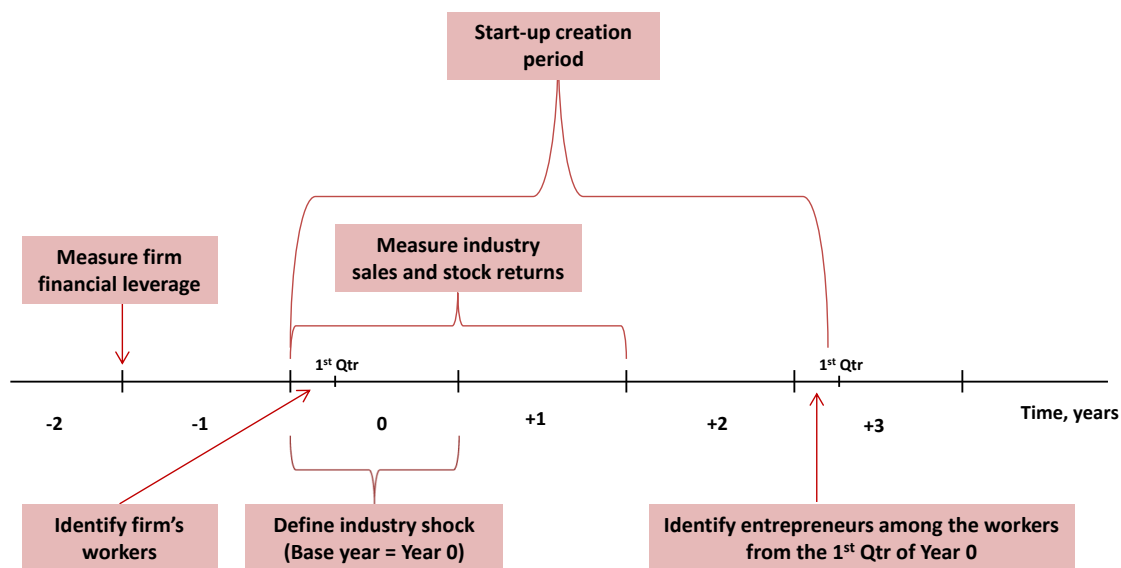 Start-up creation
period
Measure industry
sales and stock returns
Measure firm
financial leverage
1st Qtr
1st Qtr
-2
-1
0
+1
+2
+3
Time, years
Identify firm’s
workers
Define industry shock
(Base year = Year 0)
Identify entrepreneurs among the workers
from the 1st Qtr of Year 0